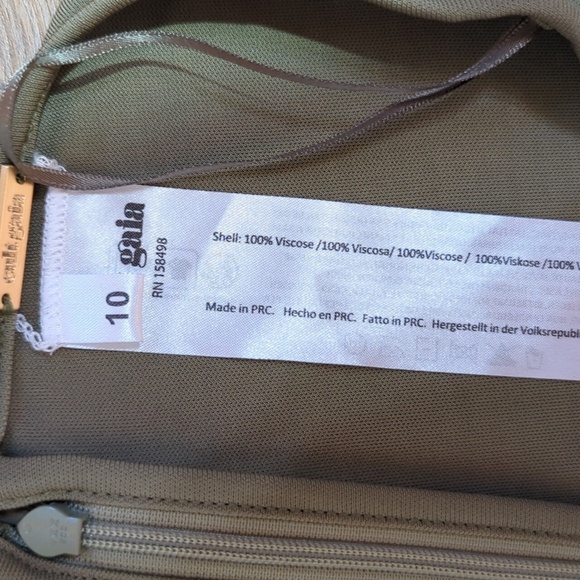 gaia
RN 158498
10
Shell: 100% Viscose /100% Viscosa/ 100%Viscose / 100%Viskose /100% V
Made in PRC. Hecho en PRC. Fatto in PRC. Hergestellt in der Volksrepubli